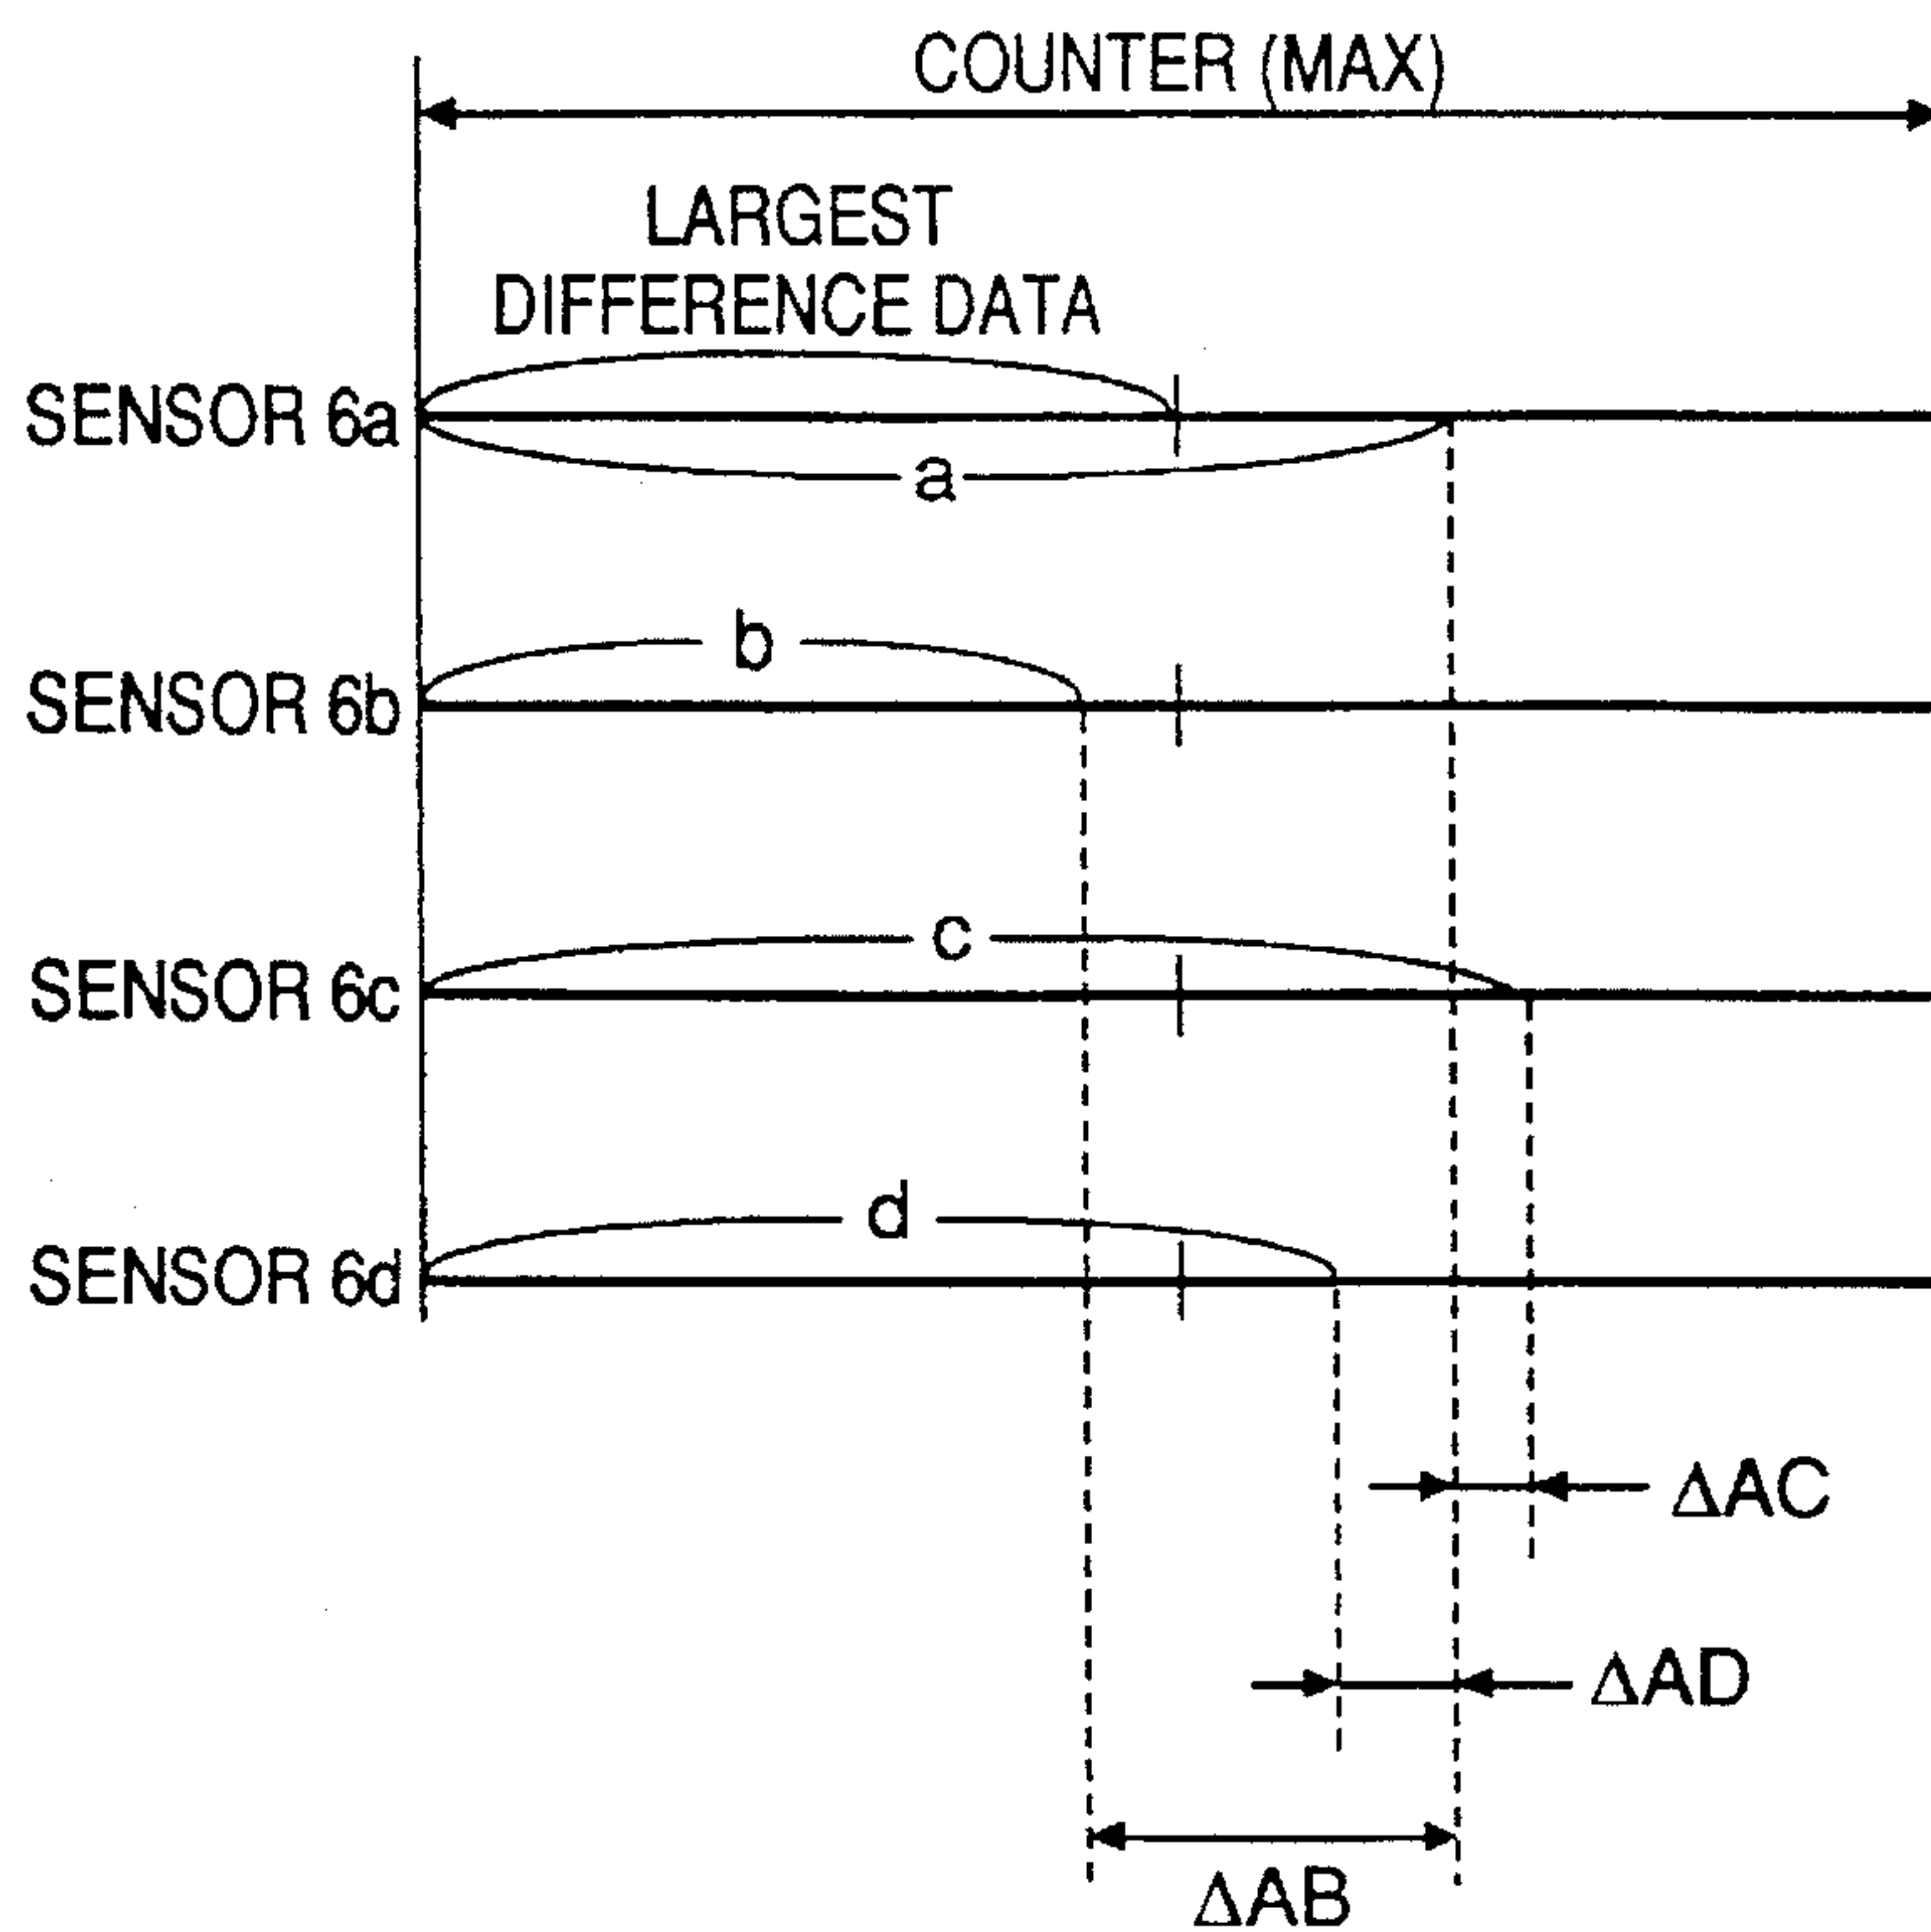 COUNTER (MAX)
LARGEST
DIFFERENCE DATA
SENSOR 6a
a
b
SENSOR 6b
c
SENSOR 6c
d
SENSOR 6d
ΔAC
ΔAD
ΔAB